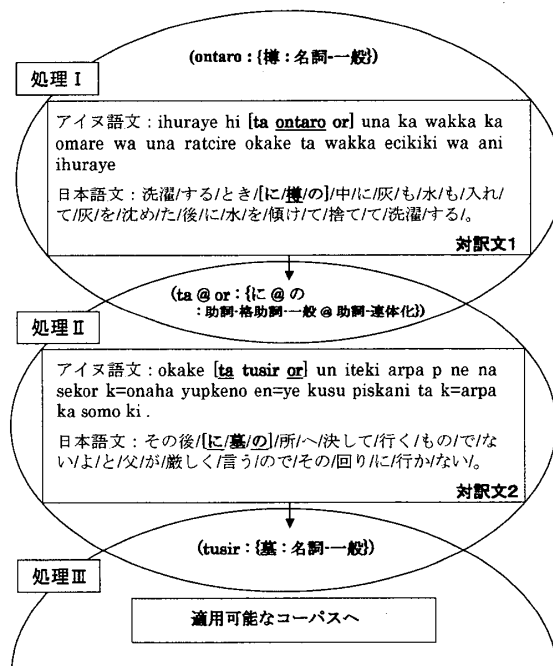 (ontaro : {樽 : 名詞-一般})
処理Ⅰ
アイヌ語文 : ihuraye hi [ta ontaro or] una ka wakka ka
omare wa una ratcire okake ta wakka ecikiki wa ani
ihuraye
日本語文 : 洗濯/する/とき/[に/樽/の]/中/に/灰/も/水/も/入れ/
て/灰/を/沈め/た/後/に/水/を/傾け/て/捨て/て/洗濯/する/。
対訳文1
(ta @ or : {に @ の
: 助詞-格助詞-一般 @ 助詞-連体化})
処理Ⅱ
アイヌ語文 : okake [ta tusir or] un iteki arpa p ne na
sekor k=onaha yupkeno en=ye kusu piskani ta k=arpa
ka somo ki .
日本語文 : その後/[に/墓/の]/所/へ/決して/行く/もの/で/な
い/よ/と/父/が/厳しく/言う/ので/その/回り/に/行か/ない/。
対訳文2
(tusir : {墓 : 名詞-一般})
処理Ⅲ
適用可能なコーパスへ